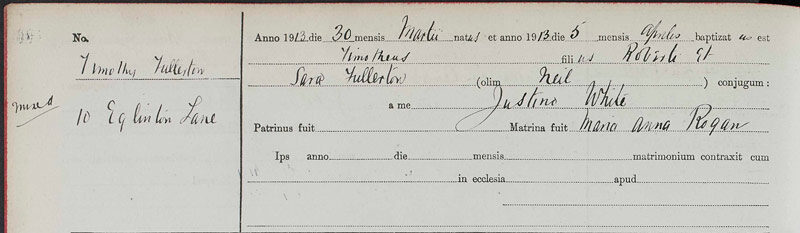 No.
Timothy Fullerton
mixed
10 Eglinton Lane
Anno 1913 die 30 mensis Martii natus et anno 1913 die 5 mensis Aprilis baptizatus est
Timotheus filius Roberti Et
Sara Fullerton (olim Neil) conjugum:
a me Justino White
Patrinus fuit Matrina fuit Maria Anna Rogan
Ips anno die mensis matrimonium contraxit cum
in ecclesia apud